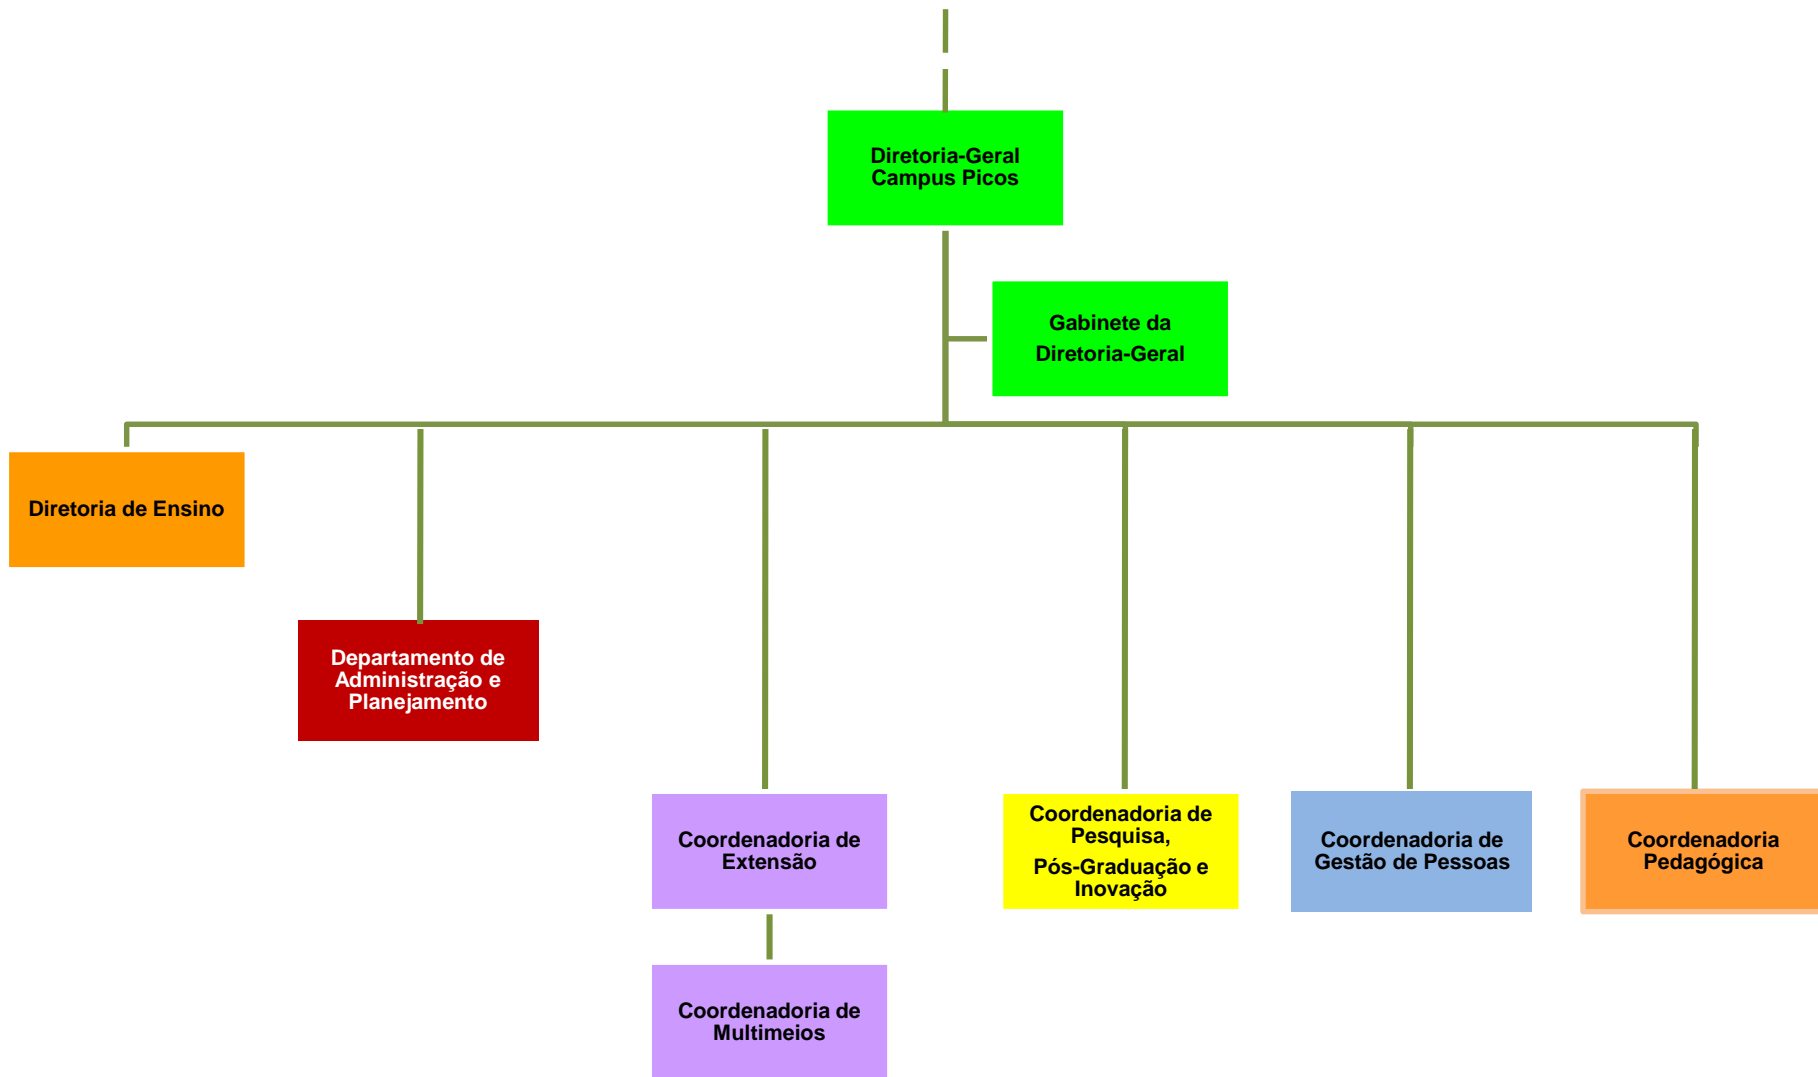 Diretoria-Geral
Campus Picos
Gabinete da
Diretoria-Geral
Diretoria de Ensino
Departamento de
Administração e
Planejamento
Coordenadoria de
Extensão
Coordenadoria de
Pesquisa,
Pós-Graduação e
Inovação
Coordenadoria de
Gestão de Pessoas
Coordenadoria
Pedagógica
Coordenadoria de
Multimeios